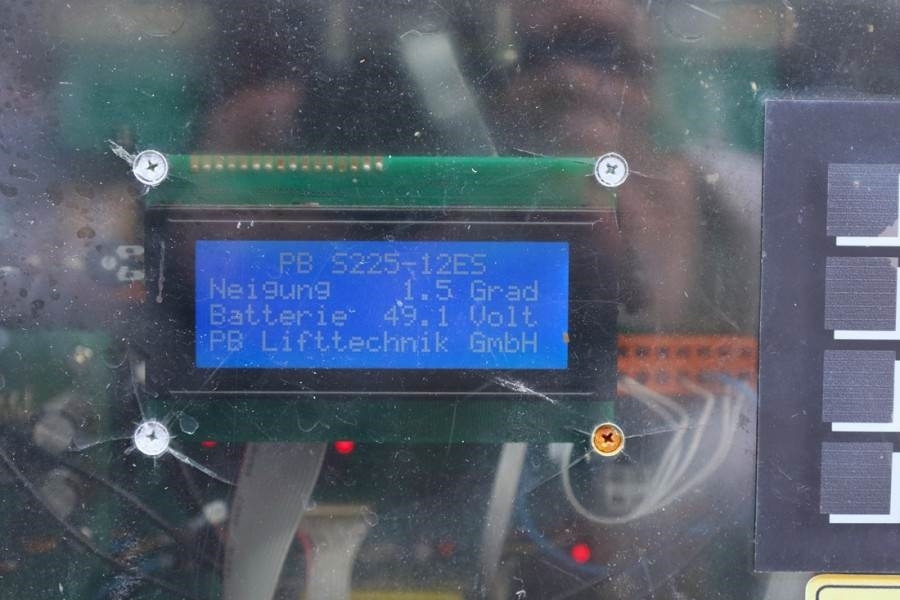 PB S225-12ES
Neigung 1.5 Grad
Batterie 49.1 Volt
PB Lifttechnik GmbH